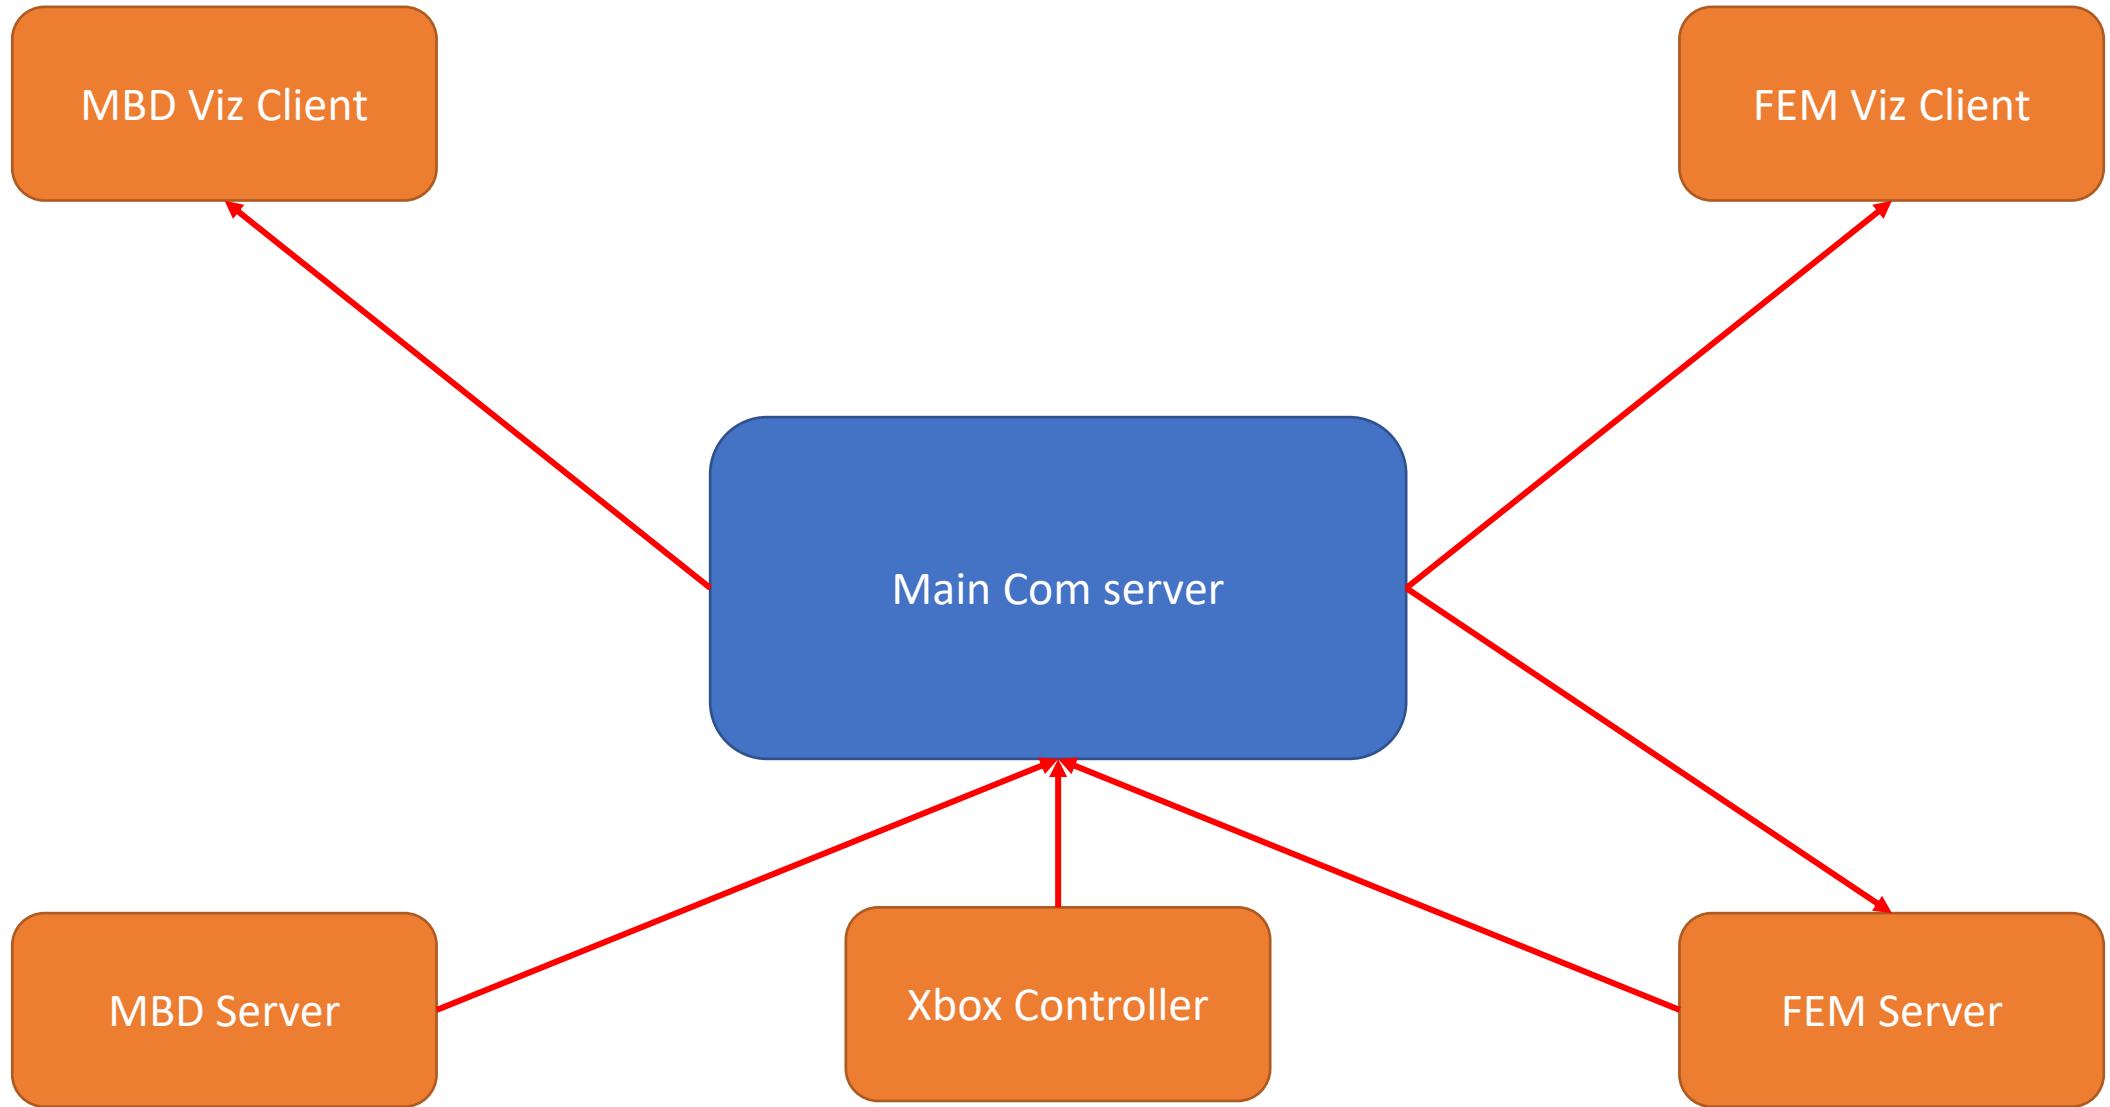 MBD Viz Client
FEM Viz Client
Main Com server
MBD Server
Xbox Controller
FEM Server